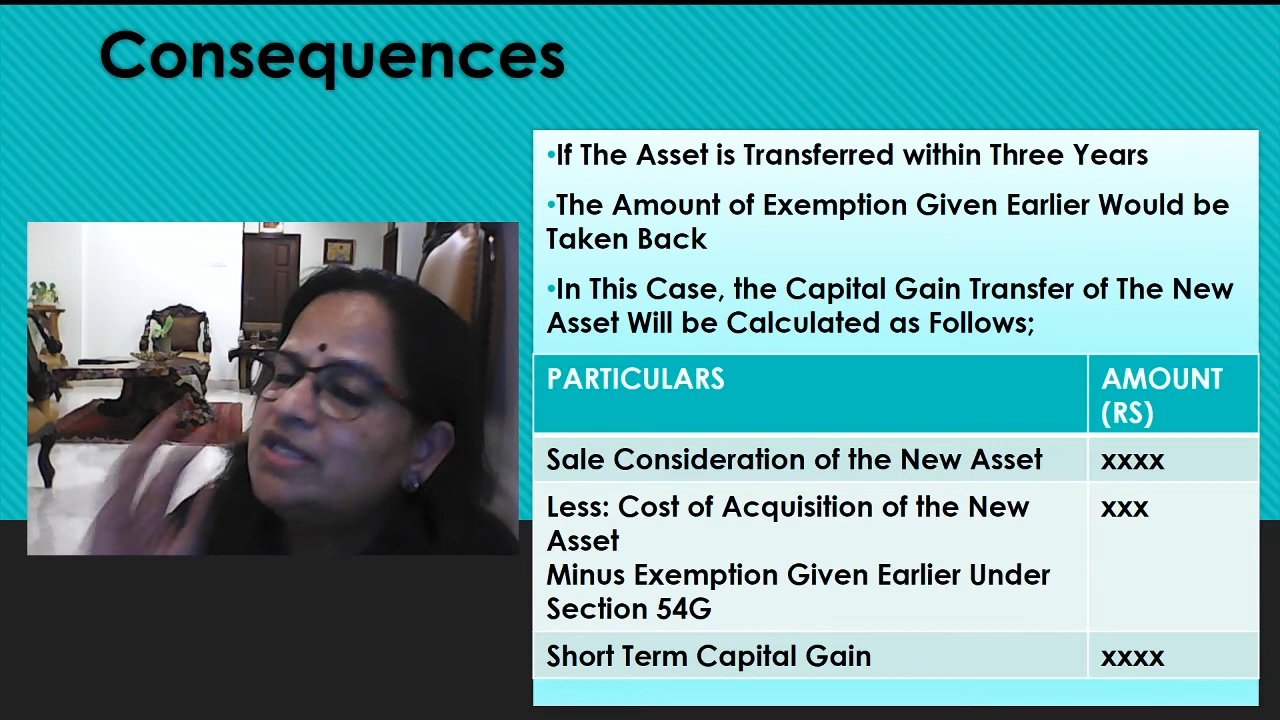 Consequences
•If The Asset is Transferred within Three Years
•The Amount of Exemption Given Earlier Would be
Taken Back
•In This Case, the Capital Gain Transfer of The New
Asset Will be Calculated as Follows;
PARTICULARS
AMOUNT
(RS)
Sale Consideration of the New Asset
xxxx
Less: Cost of Acquisition of the New
xxx
Asset
Minus Exemption Given Earlier Under
Section 54G
Short Term Capital Gain
xxxx